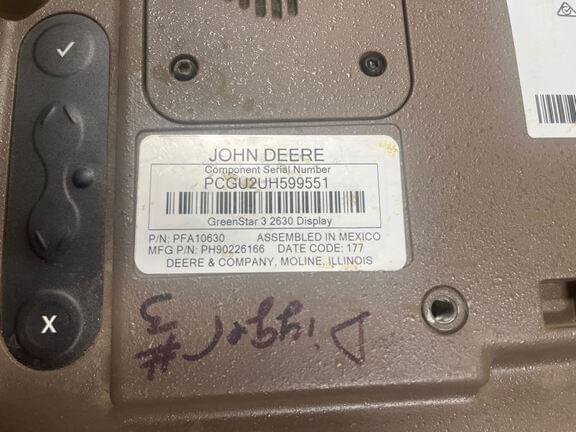 JOHN DEERE
Component Serial Number
PCGU2UH599551
GreenStar 3 2630 Display
P/N: PFA10630 ASSEMBLED IN MEXICO
MFG P/N: PH90226166 DATE CODE: 177
DEERE & COMPANY, MOLINE, ILLINOIS
X
Digger
#3